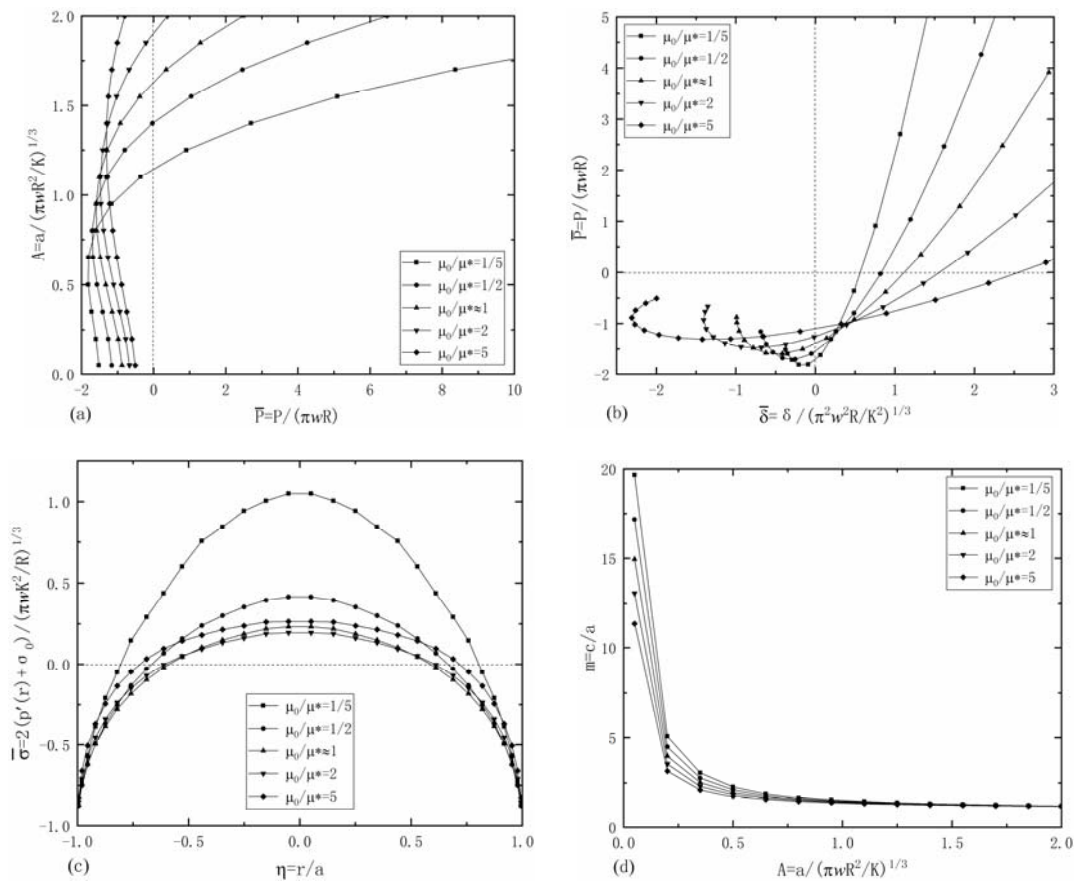 2.0
1.5
1.0
0.5
0.0
A=a/(πwR²/K)^1/3
μ₀/μ*=1/5
μ₀/μ*=1/2
μ₀/μ*≈1
μ₀/μ*=2
μ₀/μ*=5
-2 0 2 4 6 8 10
(a) P̅=P/(πwR)
5
4
3
2
1
0
-1
-2
P̅=P/(πwR)
μ₀/μ*=1/5
μ₀/μ*=1/2
μ₀/μ*≈1
μ₀/μ*=2
μ₀/μ*=5
-2 -1 0 1 2 3
(b) δ̅=δ/(π²w²R/K²)^1/3
1.0
0.5
0.0
-0.5
-1.0
σ̅=2(p'(r)+σ₀)/(πwK²/R)^1/3
μ₀/μ*=1/5
μ₀/μ*=1/2
μ₀/μ*≈1
μ₀/μ*=2
μ₀/μ*=5
-1.0 -0.5 0.0 0.5 1.0
(c) η=r/a
20
15
10
5
0
m=c/a
μ₀/μ*=1/5
μ₀/μ*=1/2
μ₀/μ*≈1
μ₀/μ*=2
μ₀/μ*=5
0.0 0.5 1.0 1.5 2.0
(d) A=a/(πwR²/K)^1/3